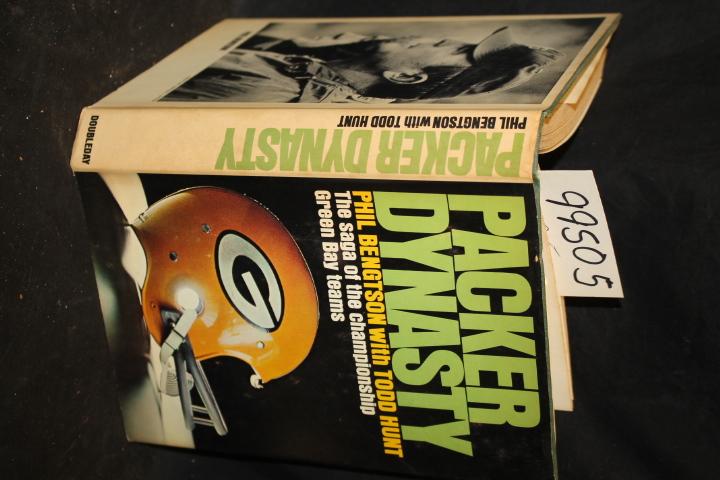 PACKER
DYNASTY
PHIL BENGTSON with TODD HUNT
The saga of the championship
Green Bay teams
G
PACKER DYNASTY
PHIL BENGTSON with TODD HUNT
DOUBLEDAY
99505